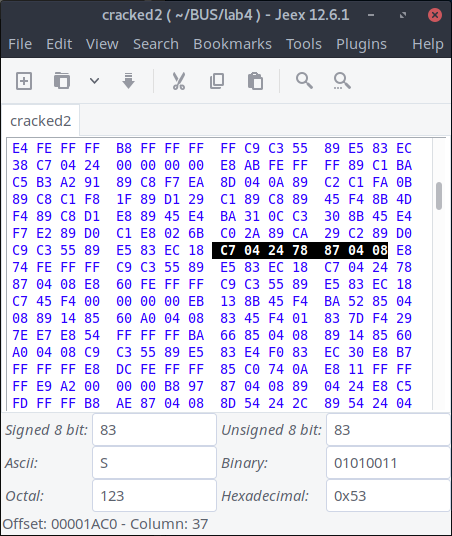 cracked2 ( ~/BUS/lab4 ) - Jeex 12.6.1
File Edit View Search Bookmarks Tools Plugins Help
cracked2
E4 FE FF FF B8 FF FF FF FF C9 C3 55 89 E5 83 EC
38 C7 04 24 00 00 00 00 E8 AB FE FF FF 89 C1 BA
C5 B3 A2 91 89 C8 F7 EA 8D 04 0A 89 C2 C1 FA 0B
89 C8 C1 F8 1F 89 D1 29 C1 89 C8 89 45 F4 8B 4D
F4 89 C8 D1 E8 89 45 E4 BA 31 0C C3 30 8B 45 E4
F7 E2 89 D0 C1 E8 02 6B C0 2A 89 CA 29 C2 89 D0
C9 C3 55 89 E5 83 EC 18 C7 04 24 78 87 04 08 E8
74 FE FF FF C9 C3 55 89 E5 83 EC 18 C7 04 24 78
87 04 08 E8 60 FE FF FF C9 C3 55 89 E5 83 EC 18
C7 45 F4 00 00 00 00 EB 13 8B 45 F4 BA 52 85 04
08 89 14 85 60 A0 04 08 83 45 F4 01 83 7D F4 29
7E E7 E8 54 FF FF FF BA 66 85 04 08 89 14 85 60
A0 04 08 C9 C3 55 89 E5 83 E4 F0 83 EC 30 E8 B7
FF FF FF E8 DC FE FF FF 85 C0 74 0A E8 11 FF FF
FF E9 A2 00 00 00 B8 97 87 04 08 89 04 24 E8 C5
FD FF FF B8 AE 87 04 08 8D 54 24 2C 89 54 24 04
Signed 8 bit: 83 Unsigned 8 bit: 83
Ascii: S Binary: 01010011
Octal: 123 Hexadecimal: 0x53
Offset: 00001AC0 - Column: 37